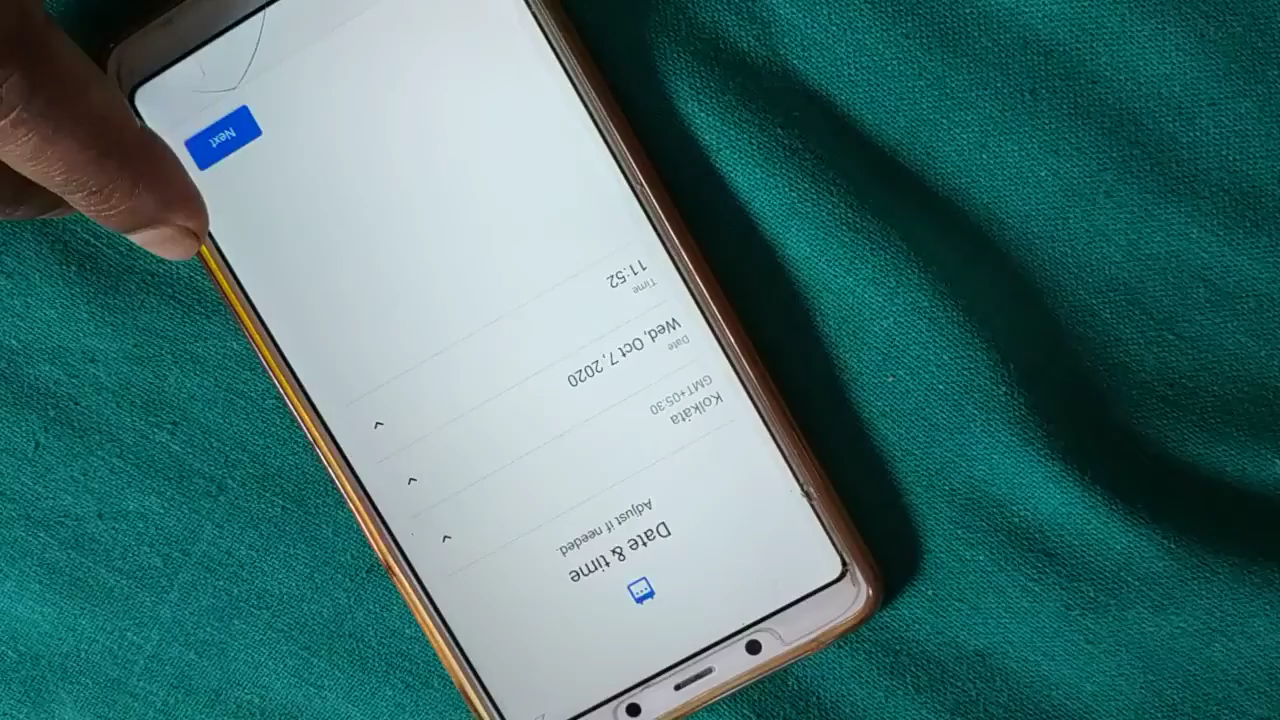 Date & time
Adjust if needed.
Kolkata
GMT+05:30
Date
Wed, Oct 7, 2020
Time
11:52
Next